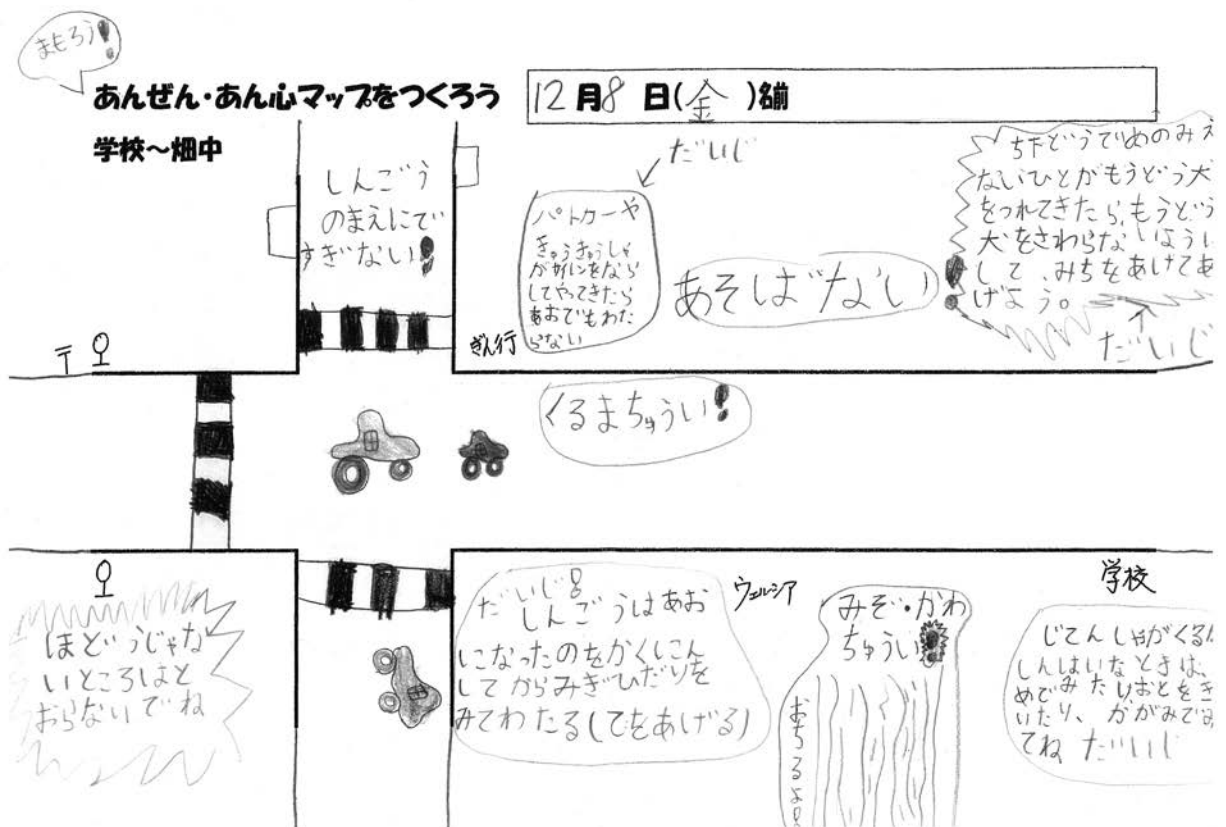 まもろう!
あんぜん・あん心マップをつくろう
12月8日(金)名前
学校〜畑中
しんごう
のまえにで
すぎない!
だいじ
パトカーや
きゅうきゅうしゃ
がサイレンをなら
してやってきたら
あおでもわた
らない
あそばない!
ち下どうでめのみえ
ないひとがもうどう犬
をつれてきたら、もうどう
犬をさわらないように
して、みちをあけてあ
げよう。
だいじ
〒
ぎん行
くるまちゅうい!
ほどうじゃな
いところはと
おらないでね
だいじ
しんごうはあお
になったのをかくにん
してからみぎひだりを
みてわたる(てをあげる)
ウェルシア
みぞ・かわ
ちゅうい!
おちるよ
学校
じてんしゃがくるか
しんぱいなときは、
めでみたりおとをき
いたり、かがみでみ
てね だいじ